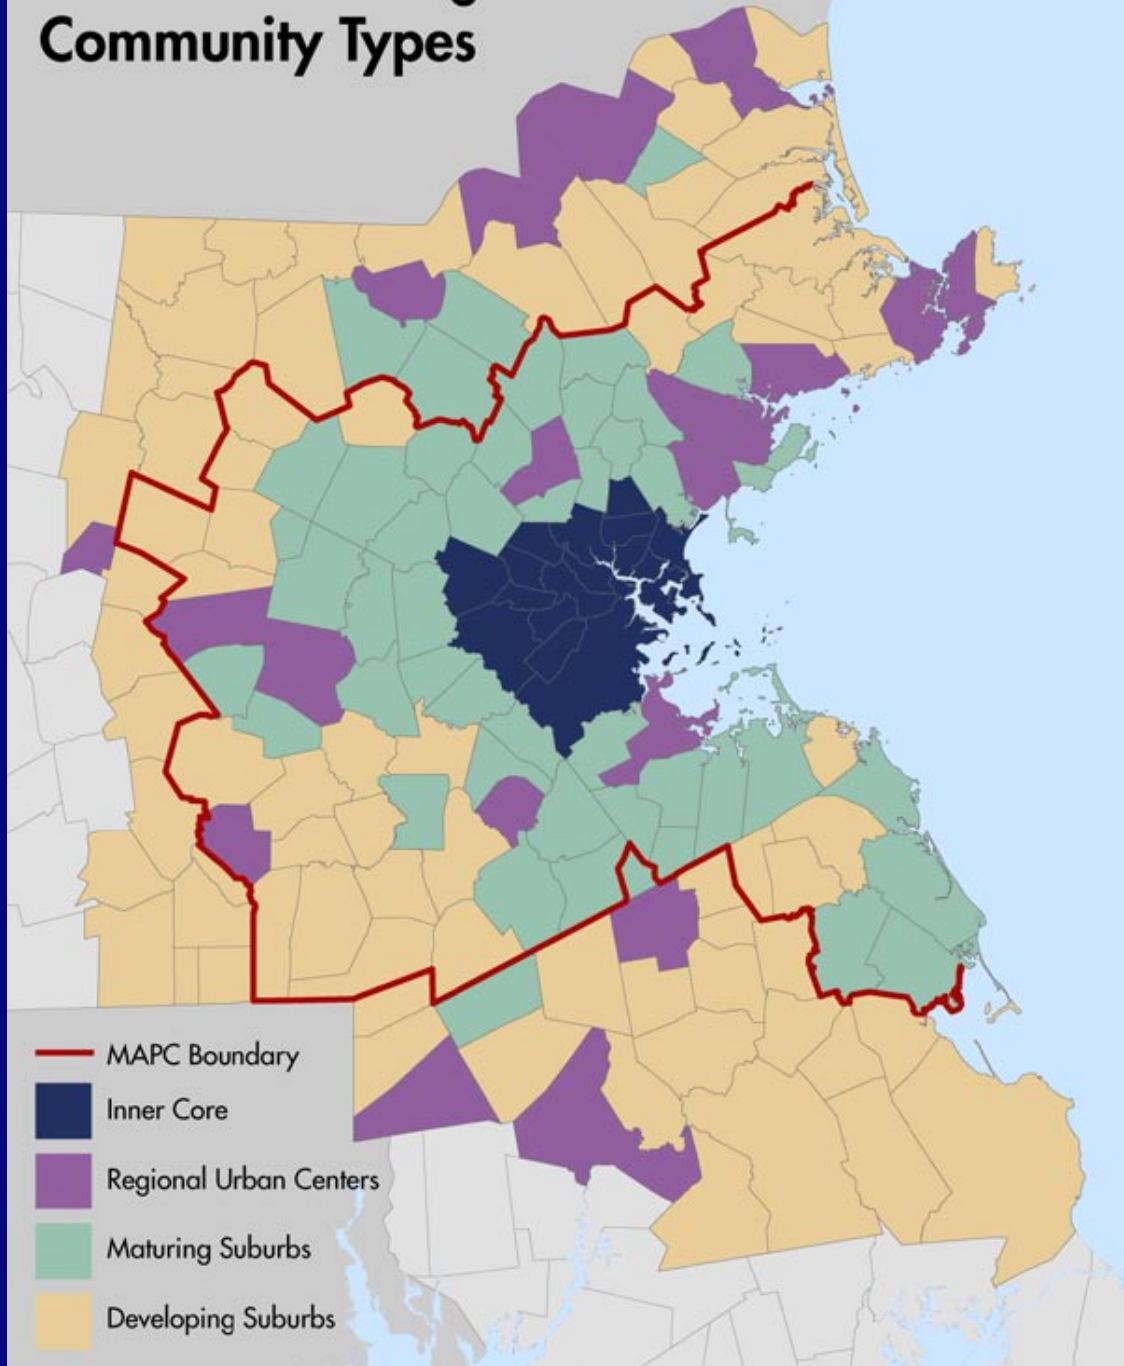 Community Types
MAPC Boundary
Inner Core
Regional Urban Centers
Maturing Suburbs
Developing Suburbs